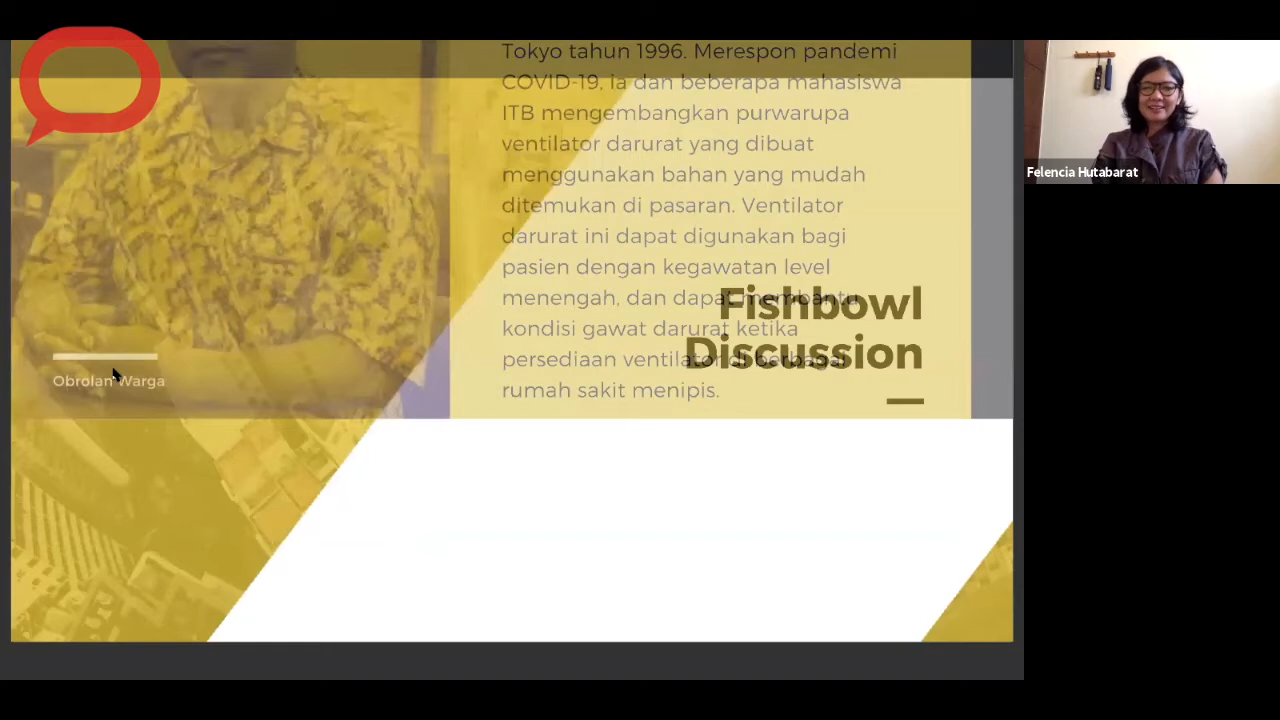 Tokyo tahun 1996. Merespon pandemi
COVID-19, ia dan beberapa mahasiswa
ITB mengembangkan purwarupa
ventilator darurat yang dibuat
menggunakan bahan yang mudah
ditemukan di pasaran. Ventilator
darurat ini dapat digunakan bagi
pasien dengan kegawatan level
menengah, dan dapat membantu
kondisi gawat darurat ketika
persediaan ventilator di berbagai
rumah sakit menipis.
Fishbowl
Discussion
Obrolan Warga
Felencia Hutabarat